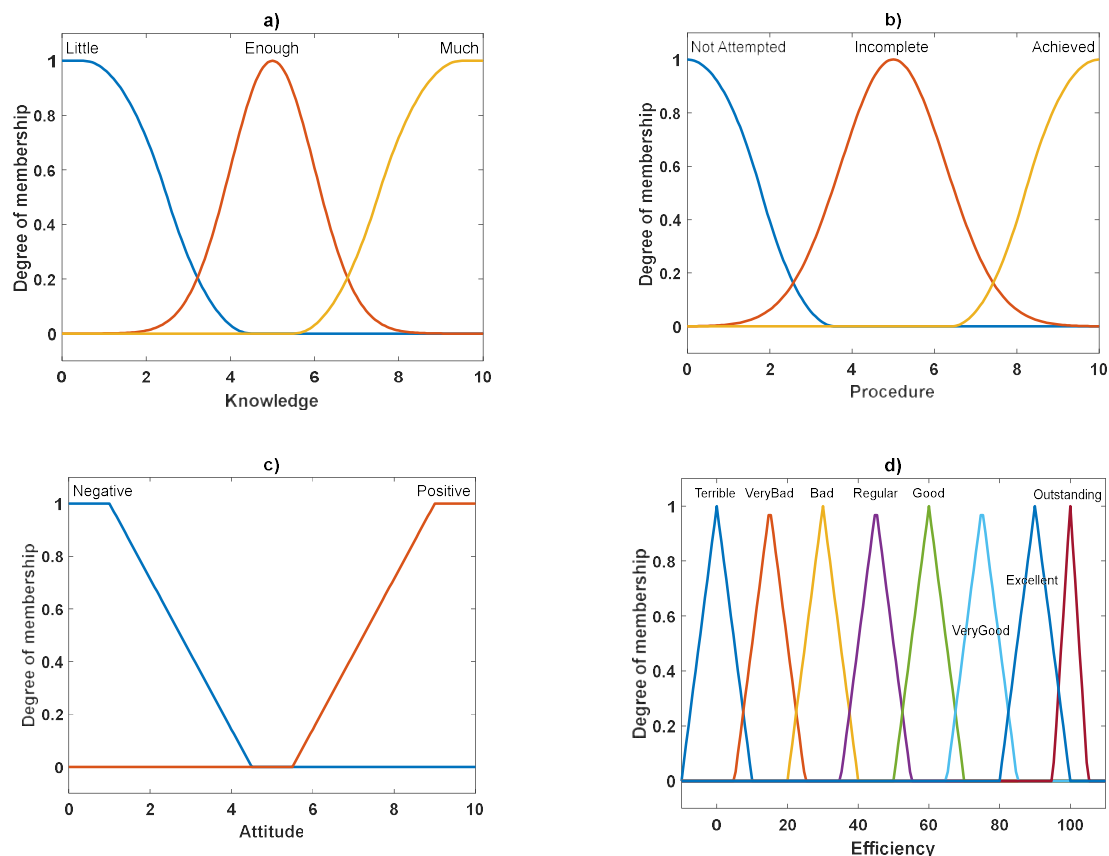 a)
Little Enough Much
1
0.8
0.6
0.4
0.2
0
Degree of membership
0 2 4 6 8 10
Knowledge
b)
Not Attempted Incomplete Achieved
1
0.8
0.6
0.4
0.2
0
Degree of membership
0 2 4 6 8 10
Procedure
c)
Negative Positive
1
0.8
0.6
0.4
0.2
0
Degree of membership
0 2 4 6 8 10
Attitude
d)
Terrible VeryBad Bad Regular Good Outstanding
Excellent
VeryGood
1
0.8
0.6
0.4
0.2
0
Degree of membership
0 20 40 60 80 100
Efficiency